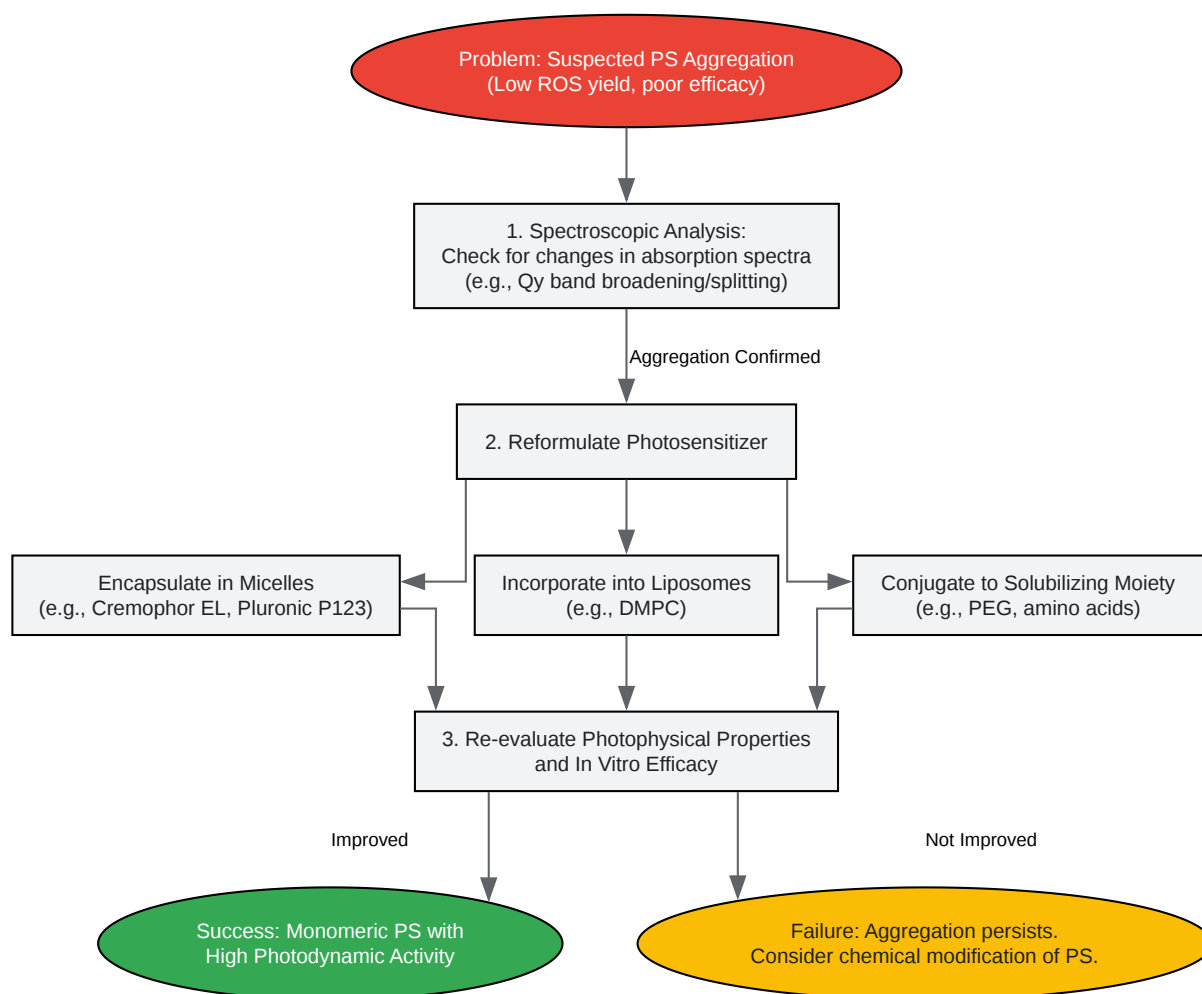 Problem: Suspected PS Aggregation
(Low ROS yield, poor efficacy)
1. Spectroscopic Analysis:
Check for changes in absorption spectra
(e.g., Qy band broadening/splitting)
Aggregation Confirmed
2. Reformulate Photosensitizer
Encapsulate in Micelles
(e.g., Cremophor EL, Pluronic P123)
Incorporate into Liposomes
(e.g., DMPC)
Conjugate to Solubilizing Moiety
(e.g., PEG, amino acids)
3. Re-evaluate Photophysical Properties
and In Vitro Efficacy
Improved
Not Improved
Success: Monomeric PS with
High Photodynamic Activity
Failure: Aggregation persists.
Consider chemical modification of PS.